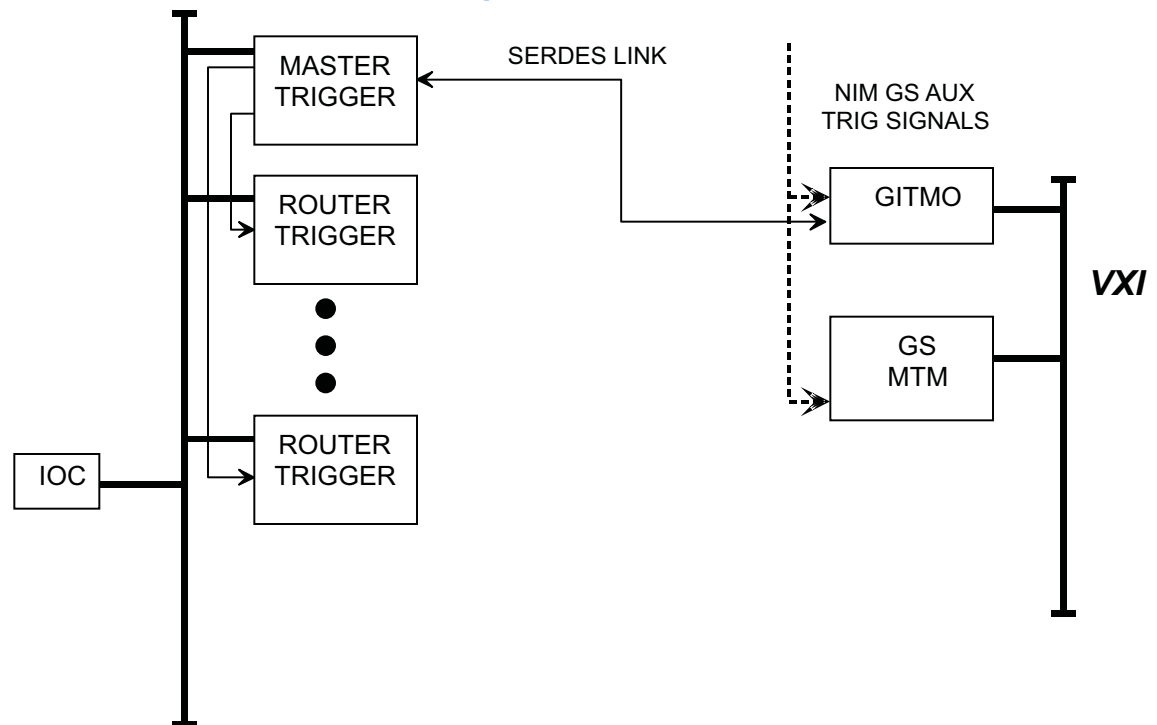 MASTER
TRIGGER
SERDES LINK
NIM GS AUX
TRIG SIGNALS
ROUTER
TRIGGER
GITMO
VXI
GS
MTM
ROUTER
TRIGGER
IOC